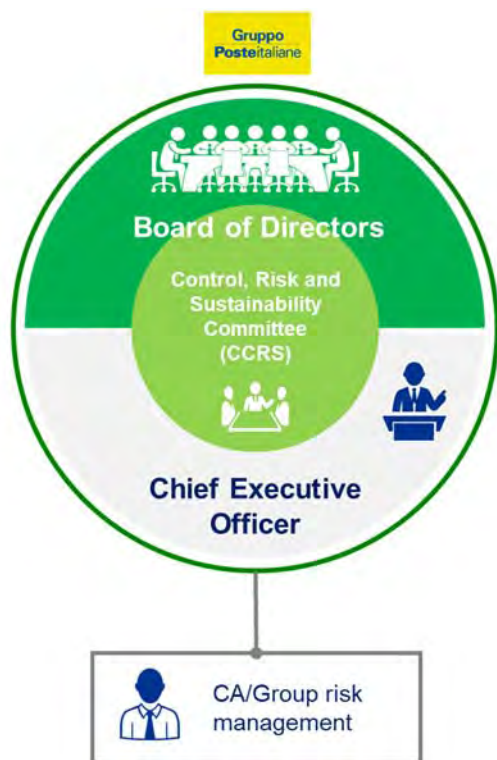 Gruppo
Posteitaliane
Board of Directors
Control, Risk and
Sustainability
Committee
(CCRS)
Chief Executive
Officer
CA/Group risk
management